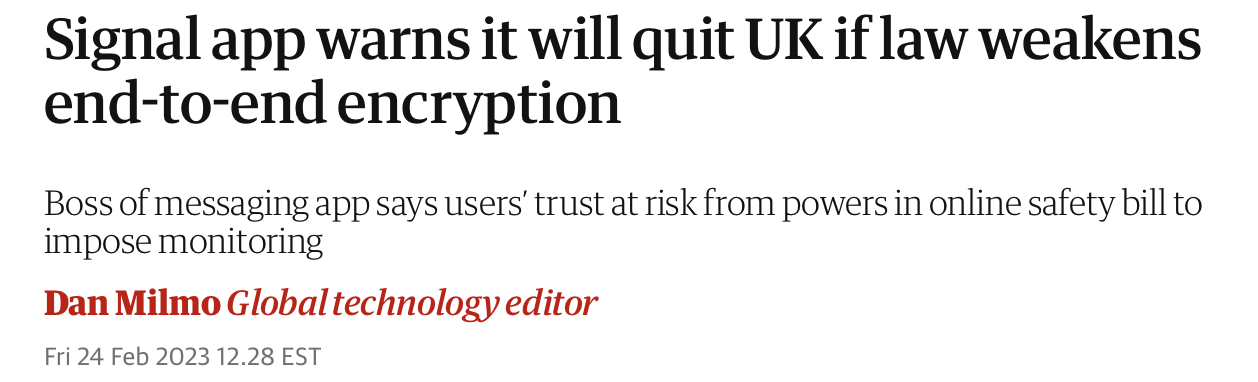 Signal app warns it will quit UK if law weakens
end-to-end encryption
Boss of messaging app says users’ trust at risk from powers in online safety bill to
impose monitoring
Dan Milmo Global technology editor
Fri 24 Feb 2023 12.28 EST